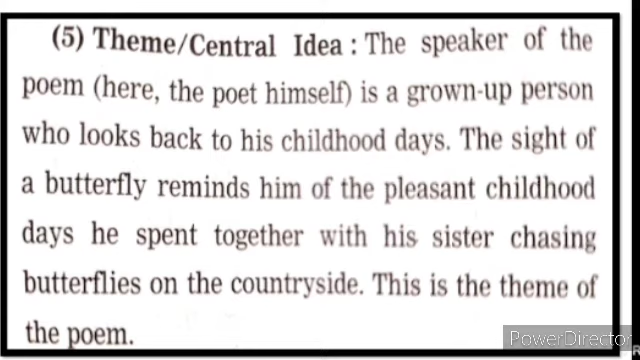 (5) Theme/Central Idea : The speaker of the
poem (here, the poet himself) is a grown-up person
who looks back to his childhood days. The sight of
a butterfly reminds him of the pleasant childhood
days he spent together with his sister chasing
butterflies on the countryside. This is the theme of
the poem.
PowerDirector